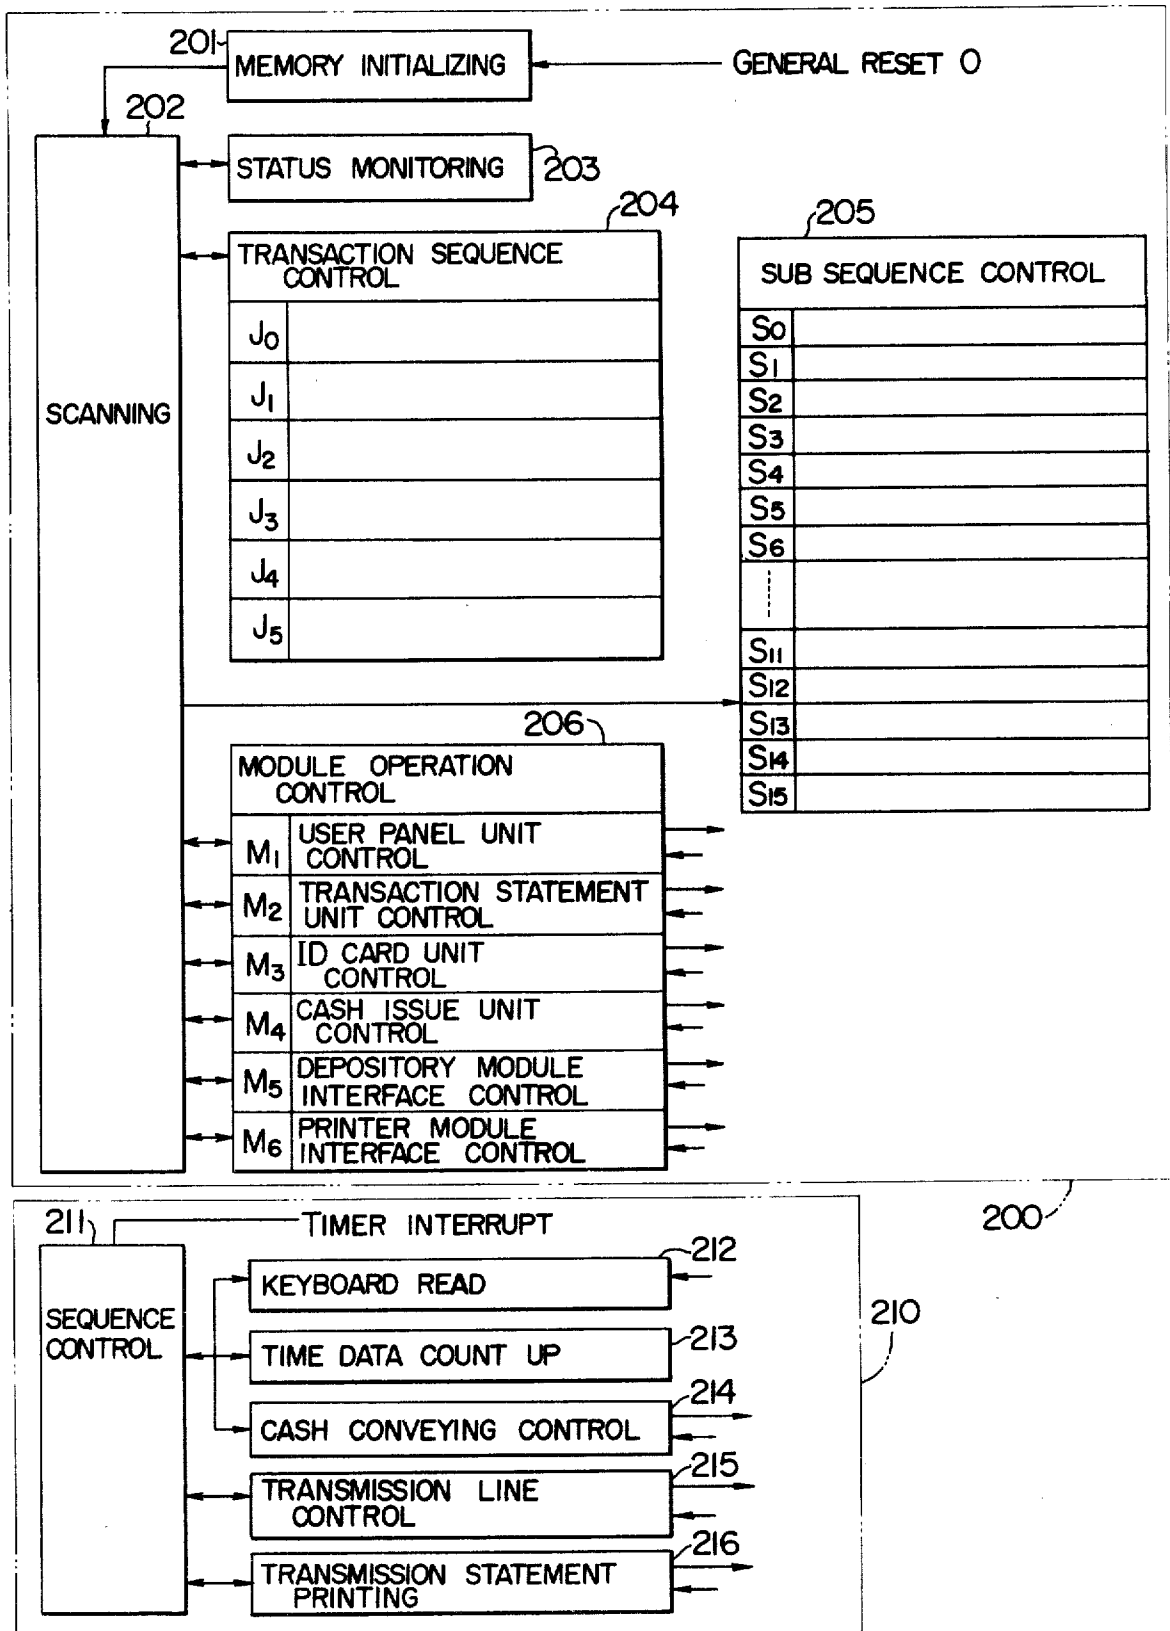 201
MEMORY INITIALIZING
GENERAL RESET O
202
SCANNING
STATUS MONITORING
203
204
TRANSACTION SEQUENCE
CONTROL
J0
J1
J2
J3
J4
J5
205
SUB SEQUENCE CONTROL
S0
S1
S2
S3
S4
S5
S6
S11
S12
S13
S14
S15
206
MODULE OPERATION
CONTROL
M1 USER PANEL UNIT
CONTROL
M2 TRANSACTION STATEMENT
UNIT CONTROL
M3 ID CARD UNIT
CONTROL
M4 CASH ISSUE UNIT
CONTROL
M5 DEPOSITORY MODULE
INTERFACE CONTROL
M6 PRINTER MODULE
INTERFACE CONTROL
200
211
TIMER INTERRUPT
SEQUENCE
CONTROL
212
KEYBOARD READ
213
TIME DATA COUNT UP
214
CASH CONVEYING CONTROL
215
TRANSMISSION LINE
CONTROL
216
TRANSMISSION STATEMENT
PRINTING
210